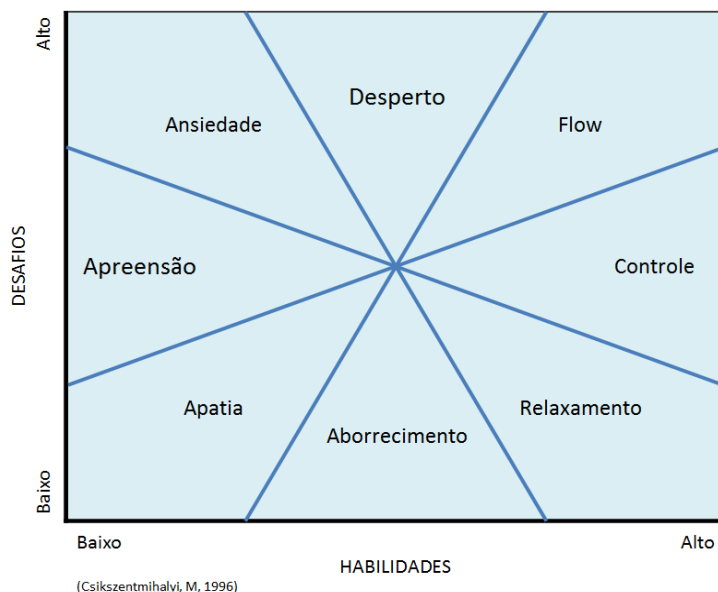 Alto
Desperto
Ansiedade
Flow
DESAFIOS
Apreensão
Controle
Apatia
Relaxamento
Aborrecimento
Baixo
Baixo
Alto
HABILIDADES
(Csikszentmihalvi, M, 1996)